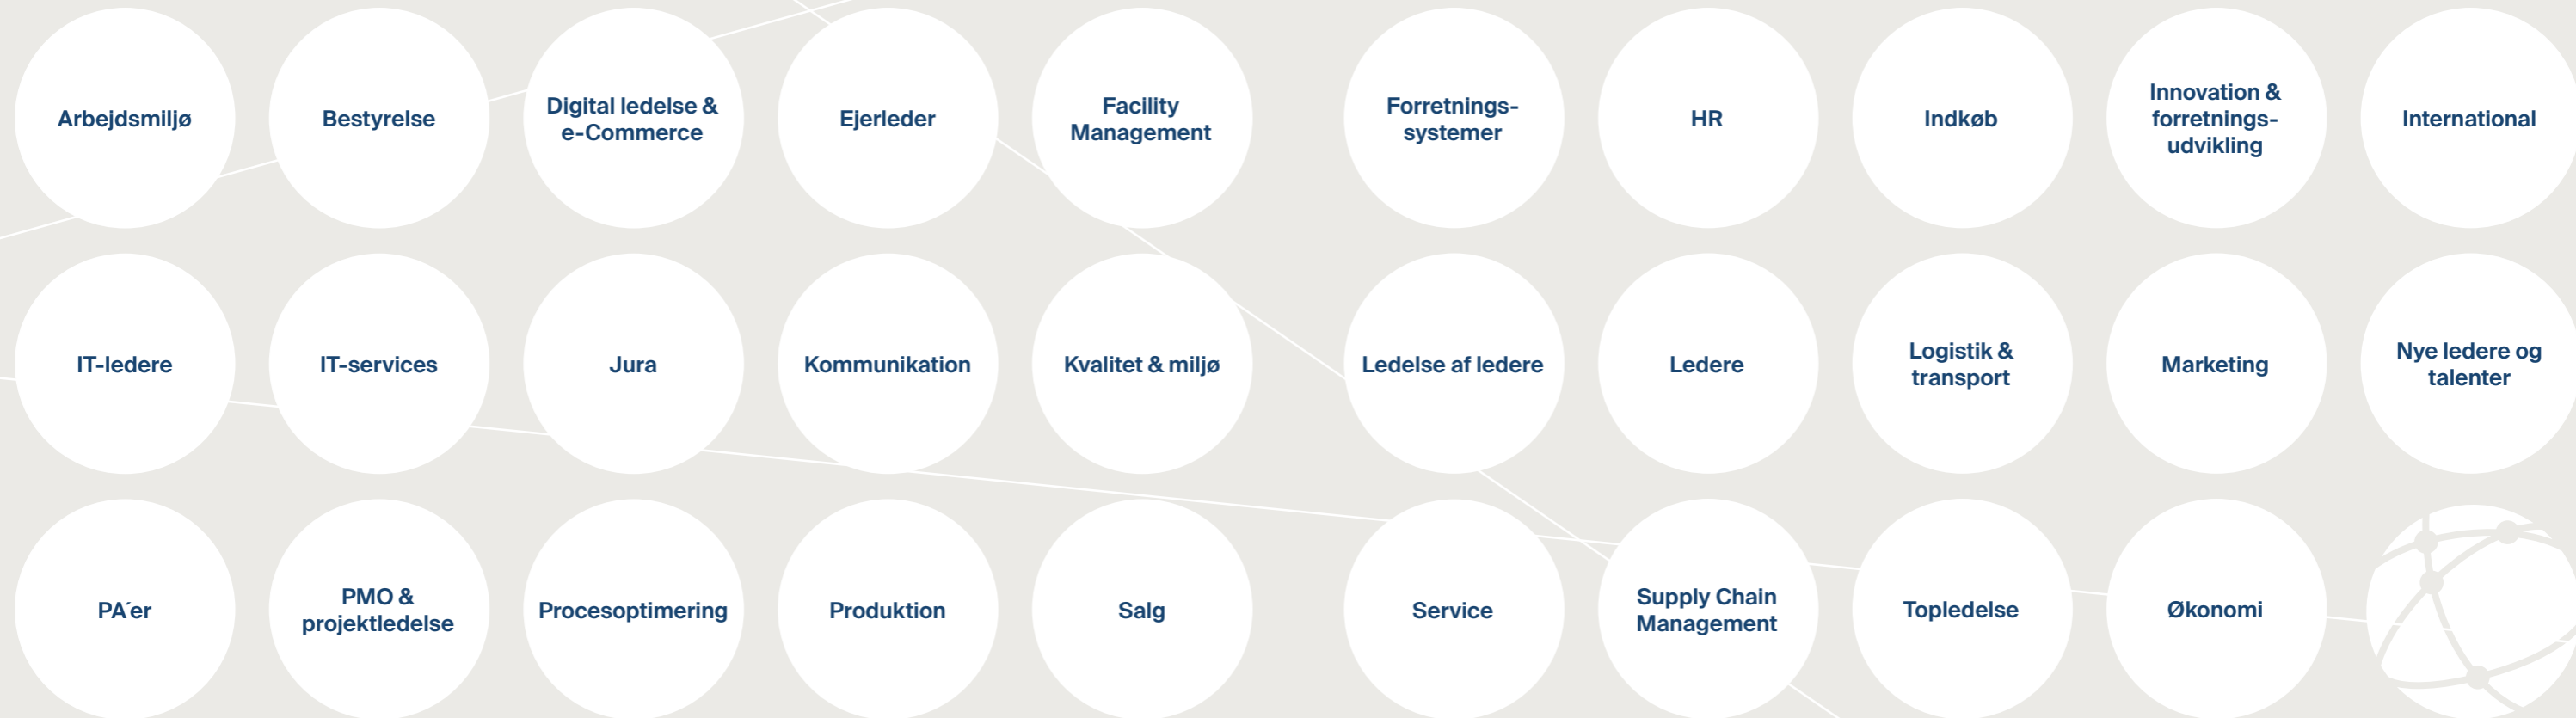 Arbejdsmiljø
Bestyrelse
Digital ledelse &
e-Commerce
Ejerleder
Facility
Management
Forretnings-
systemer
HR
Indkøb
Innovation &
forretnings-
udvikling
International
IT-ledere
IT-services
Jura
Kommunikation
Kvalitet & miljø
Ledelse af ledere
Ledere
Logistik &
transport
Marketing
Nye ledere og
talenter
PA´er
PMO &
projektledelse
Procesoptimering
Produktion
Salg
Service
Supply Chain
Management
Topledelse
Økonomi